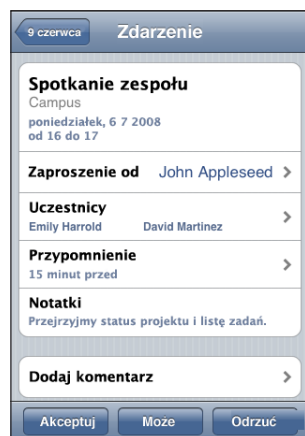 9 czerwca Zdarzenie
Spotkanie zespołu
Campus
poniedziałek, 6 7 2008
od 16 do 17
Zaproszenie od John Appleseed
Uczestnicy
Emily Harrold David Martinez
Przypomnienie
15 minut przed
Notatki
Przejrzyjmy status projektu i listę zadań.
Dodaj komentarz
Akceptuj Może Odrzuć